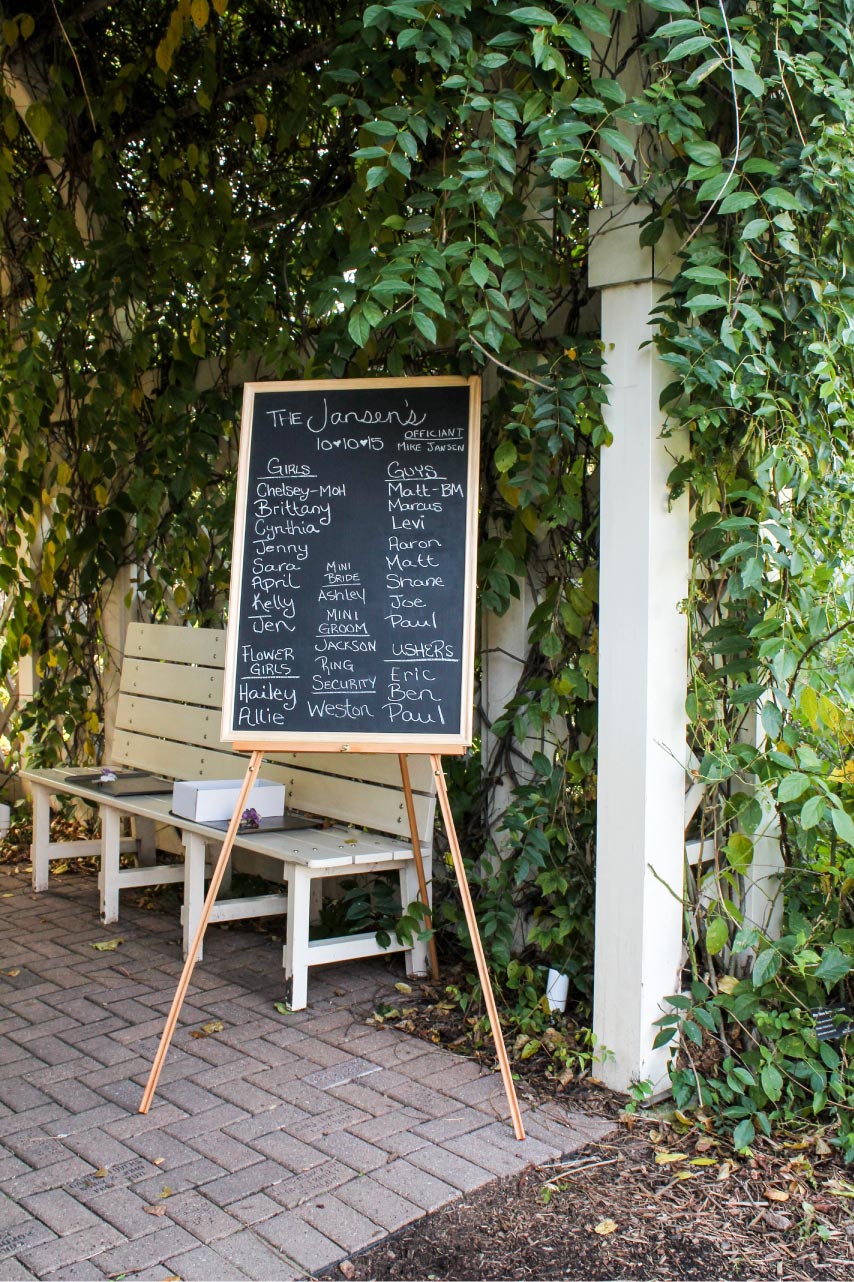 THE Jansen's
10♥10♥15
OFFICIANT
MIKE JANSEN
GIRLS
Chelsey-MOH
Brittany
Cynthia
Jenny
Sara
April
Kelly
Jen
FLOWER
GIRLS
Hailey
Allie
MINI
BRIDE
ASHLEY
MINI
GROOM
JACKSON
RING
SECURITY
WESTON
GUYS
Matt-BM
Marcus
Levi
Aaron
Matt
Shane
Joe
Paul
USHERS
Eric
Ben
Paul